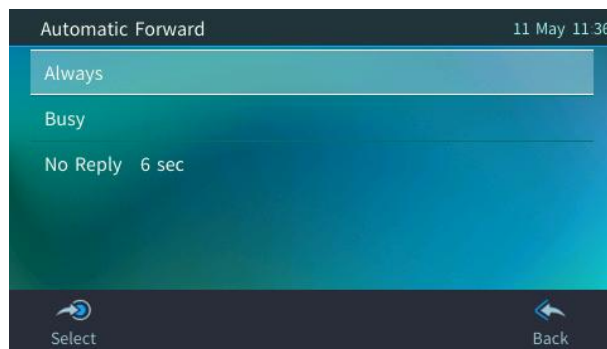 Automatic Forward 11 May 11:36
Always
Busy
No Reply 6 sec
Select Back